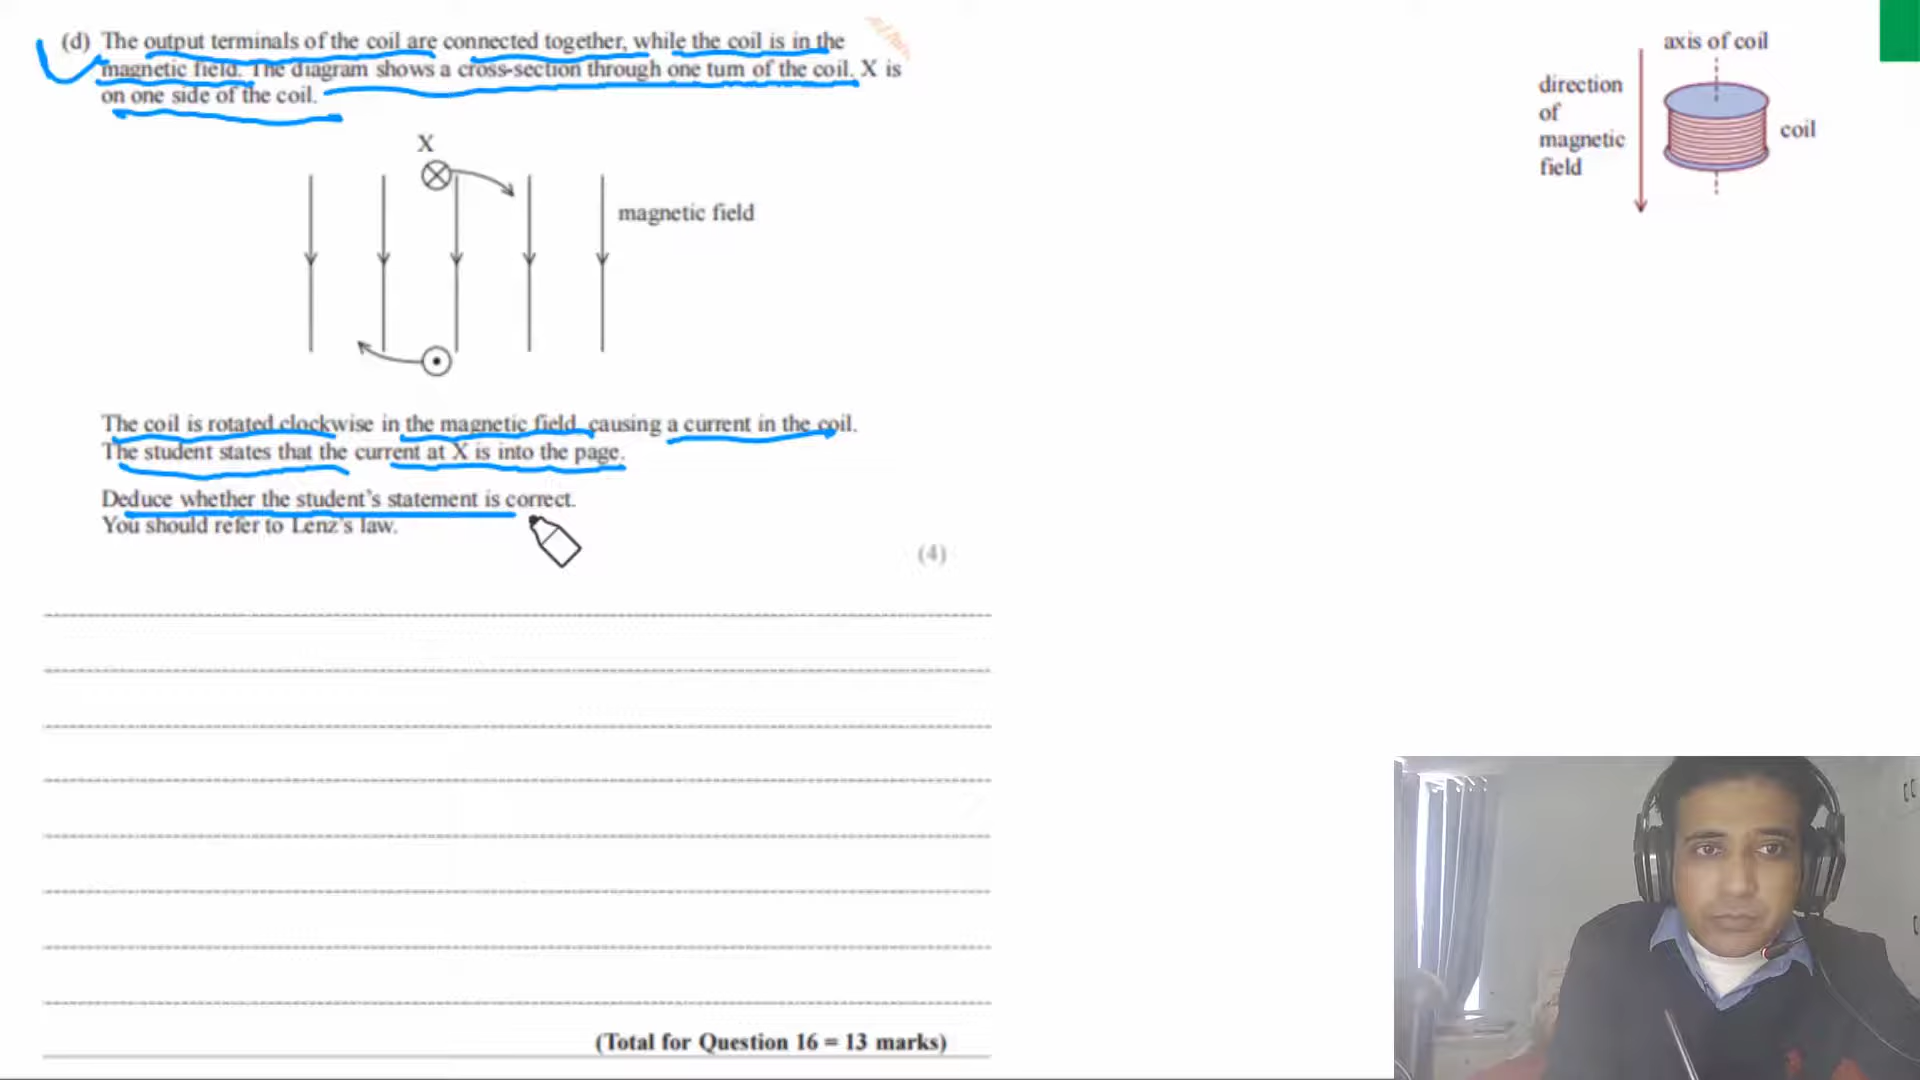 (d) The output terminals of the coil are connected together, while the coil is in the
magnetic field. The diagram shows a cross-section through one turn of the coil. X is
on one side of the coil.
X
magnetic field
The coil is rotated clockwise in the magnetic field, causing a current in the coil.
The student states that the current at X is into the page.
Deduce whether the student's statement is correct.
You should refer to Lenz's law.
(4)
(Total for Question 16 = 13 marks)
axis of coil
direction
of
magnetic
field
coil